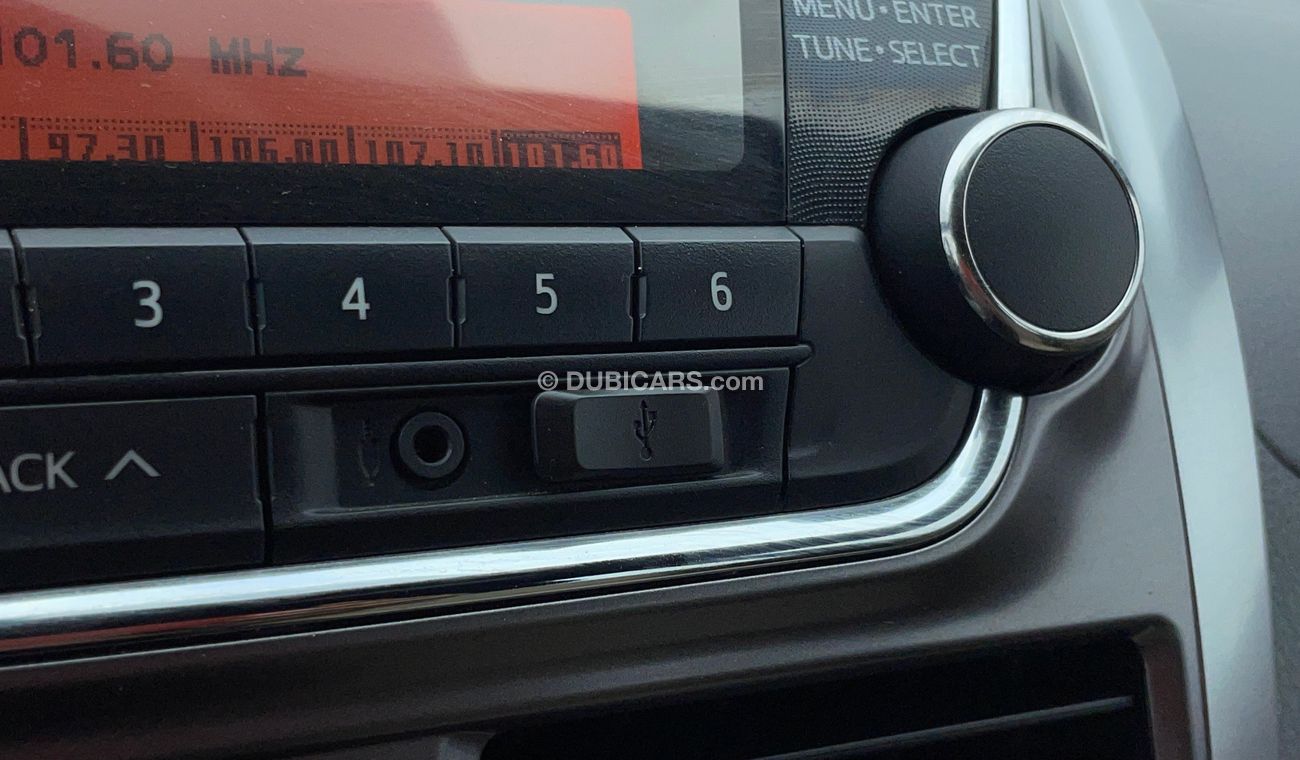 MENU•ENTER
TUNE•SELECT
101.60 MHz
97.30 106.00 107.10 101.60
3 4 5 6
© DUBICARS.com
ACK ∧